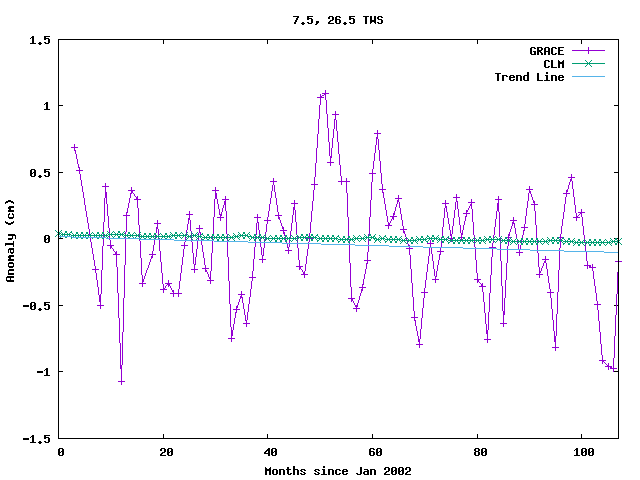 7.5, 26.5 TWS
GRACE
CLM
Trend Line
1.5
1
0.5
0
-0.5
-1
-1.5
Anomaly (cm)
0 20 40 60 80 100
Months since Jan 2002